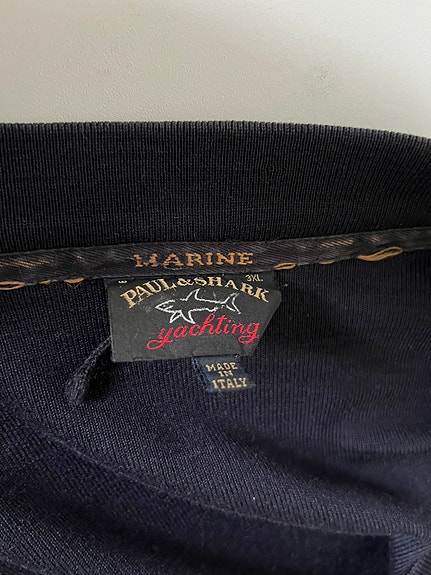 MARINE
3XL
PAUL & SHARK
yachting
MADE
IN
ITALY